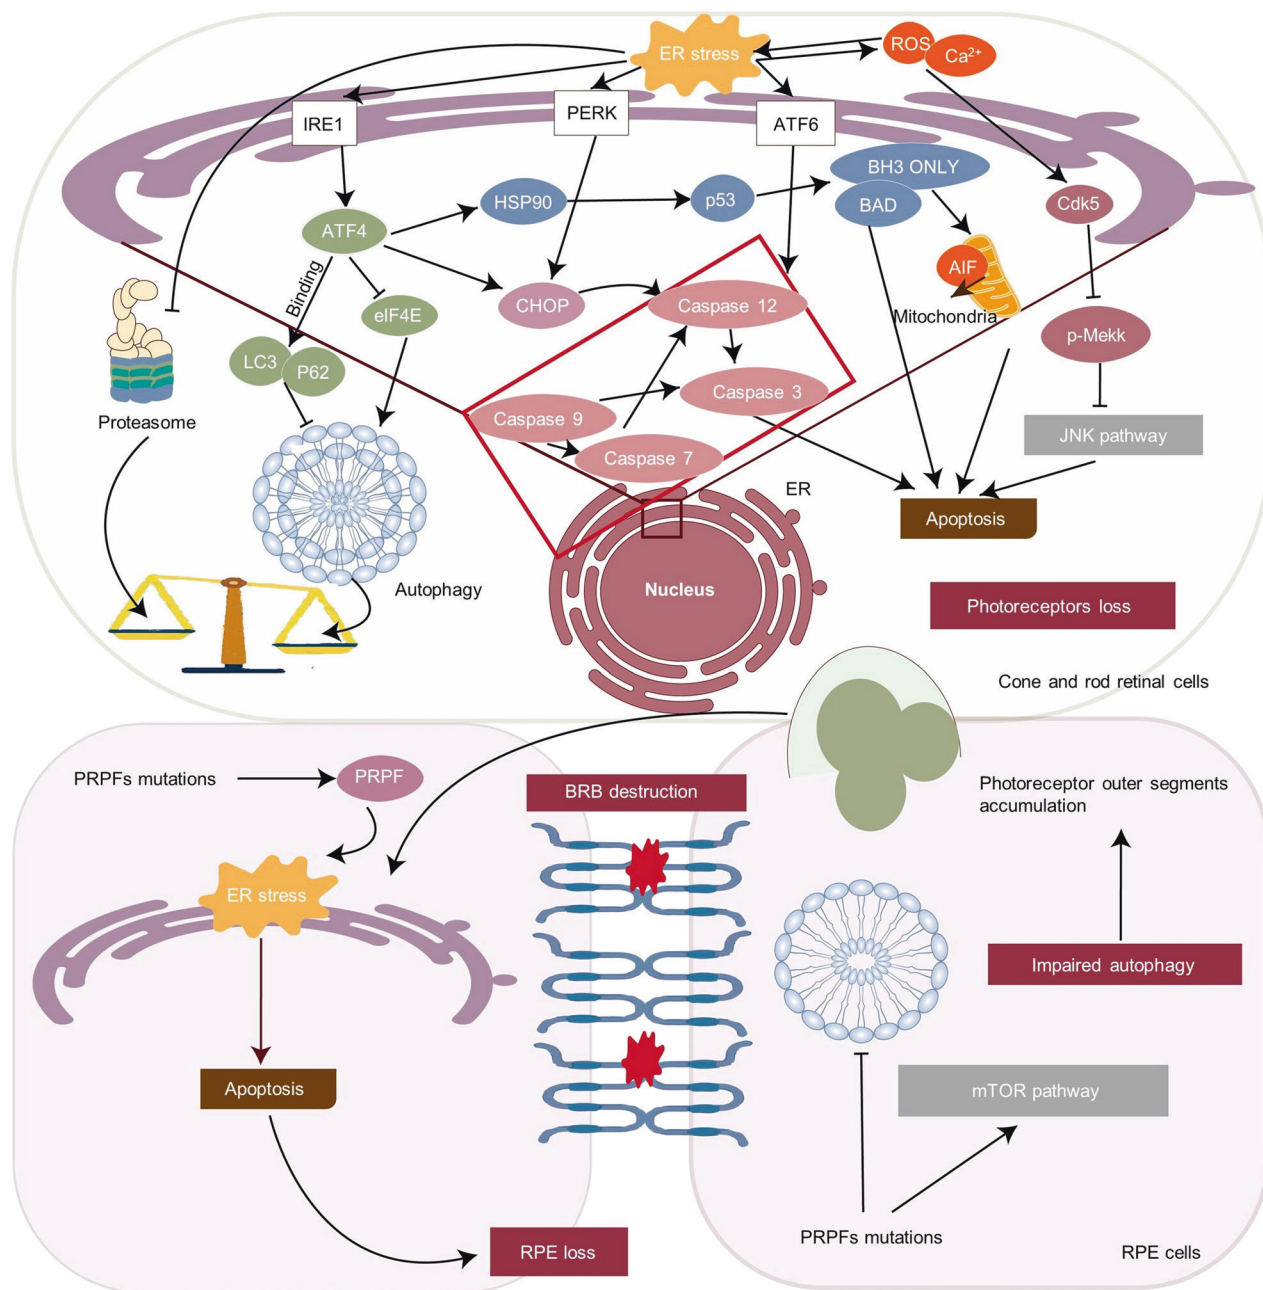 ER stress
ROS
Ca²⁺
IRE1
PERK
ATF6
BH3 ONLY
BAD
HSP90
p53
Cdk5
ATF4
AIF
Binding
CHOP
Caspase 12
Mitochondria
eIF4E
p-Mekk
LC3
P62
Caspase 3
Proteasome
Caspase 9
JNK pathway
Caspase 7
ER
Apoptosis
Autophagy
Nucleus
Photoreceptors loss
Cone and rod retinal cells
PRPFs mutations
PRPF
BRB destruction
Photoreceptor outer segments
accumulation
ER stress
Impaired autophagy
Apoptosis
mTOR pathway
PRPFs mutations
RPE loss
RPE cells